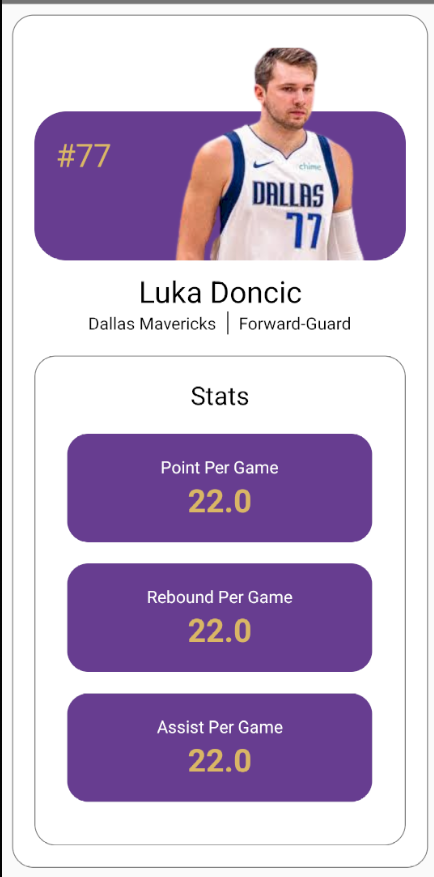 #77
chime
DALLAS
77
Luka Doncic
Dallas Mavericks | Forward-Guard
Stats
Point Per Game
22.0
Rebound Per Game
22.0
Assist Per Game
22.0